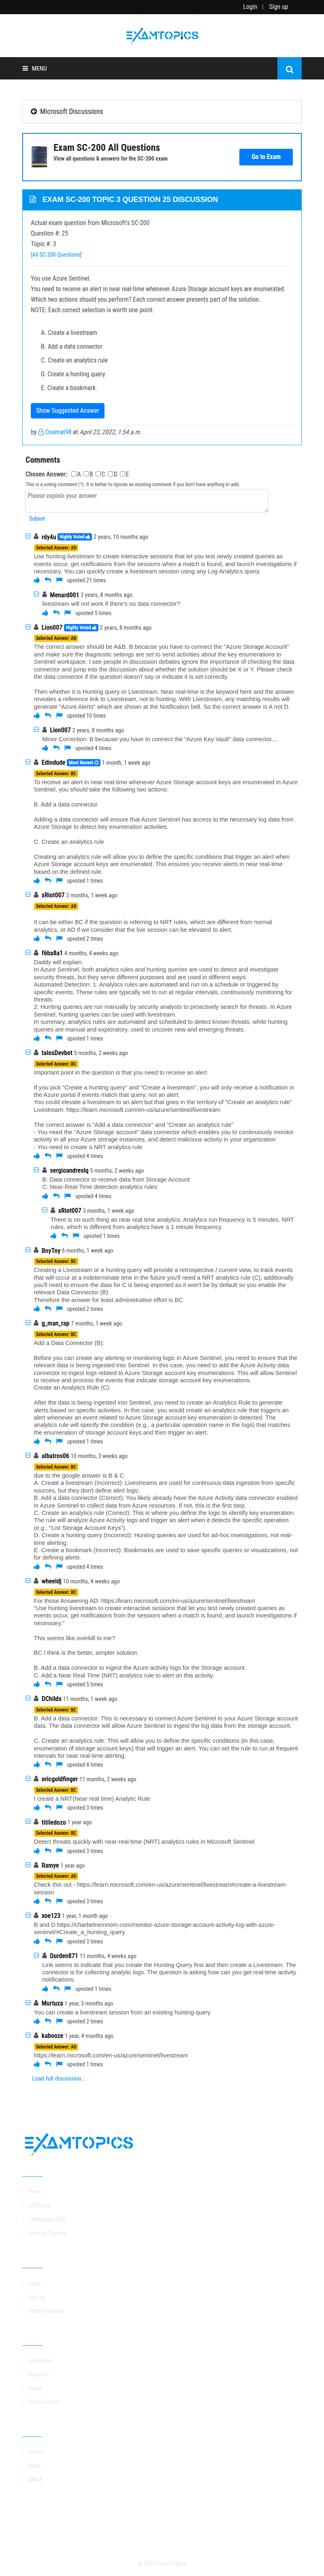 Login | Sign up
EXAMTOPICS
MENU
Microsoft Discussions
Exam SC-200 All Questions
View all questions & answers for the SC-200 exam
Go to Exam
EXAM SC-200 TOPIC 3 QUESTION 25 DISCUSSION
Actual exam question from Microsoft's SC-200
Question #: 25
Topic #: 3
[All SC-200 Questions]
You use Azure Sentinel.
You need to receive an alert in near real-time whenever Azure Storage account keys are enumerated.
Which two actions should you perform? Each correct answer presents part of the solution.
NOTE: Each correct selection is worth one point.
A. Create a livestream
B. Add a data connector
C. Create an analytics rule
D. Create a hunting query.
E. Create a bookmark.
Show Suggested Answer
by Osamat98 at April 23, 2022, 1:54 a.m.
Comments
Chosen Answer: A B C D E
This is a voting comment (?). It is better to Upvote an existing comment if you don't have anything to add.
Please explain your answer
Submit
rdy4u Highly Voted 2 years, 10 months ago
Selected Answer: AD
Use hunting livestream to create interactive sessions that let you test newly created queries as events occur, get notifications from the sessions when a match is found, and launch investigations if necessary. You can quickly create a livestream session using any Log Analytics query.
upvoted 21 times
Menard001 2 years, 8 months ago
livestream will not work if there's no data connector?
upvoted 5 times
Lion007 Highly Voted 2 years, 8 months ago
Selected Answer: AB
The correct answer should be A&B. B because you have to connect the "Azure Storage Account" data and make sure the diagnostic settings are set to send all activities about these accounts to Sentinel workspace. I see people in discussion debates ignore the importance of checking the data connector part and jump into the discussion about whether it's A or C or D. Please understand the data connector (B) is essential if the question doesn't say or indicate it is connected.
Then whether it is Hunting query or Livestream. Near real-time is the keyword here and the answer reveales a reference link to Livestream, not to hunting. With Livestream, any matching results will generate "Azure Alerts" which are shown at the Notification bell. So the correct answer is A not D.
upvoted 10 times
Lion007 2 years, 8 months ago
Minor Correction: B because you have to connect the "Azure Key Vault" data connector....
upvoted 4 times
EdIndude Most Recent 1 month, 1 week ago
Selected Answer: BC
To receive an alert in near real-time whenever Azure Storage account keys are enumerated in Azure Sentinel, you should take the following two actions:
B. Add a data connector
Adding a data connector will ensure that Azure Sentinel has access to the necessary log data from Azure Storage to detect key enumeration activities.
C. Create an analytics rule
Creating an analytics rule will allow you to define the specific conditions that trigger an alert when Azure Storage account keys are enumerated. This ensures you receive alerts in near real-time based on the defined rule.
upvoted 1 times
xRiot007 3 months, 1 week ago
Selected Answer: AD
It can be either BC if the question is referring to NRT rules, which are different from normal analytics, or AD if we consider that the live session can be elevated to alert.
upvoted 2 times
f6ba8a1 4 months, 4 weeks ago
Daddy will explain.
In Azure Sentinel, both analytics rules and hunting queries are used to detect and investigate security threats, but they serve different purposes and are used in different ways:
Automated Detection: 1: Analytics rules are automated and run on a schedule or triggered by specific events. These rules are typically set to run at regular intervals, looking for known patterns of threats.
2: Hunting queries are run manually by security analysts to proactively search for threats. In Azure Sentinel, hunting queries can be used with livestream.
In summary, analytics rules are automated and scheduled to detect known threats, while hunting queries are manual and exploratory, used to uncover new and emerging threats.
upvoted 1 times
talosDevbot 5 months, 2 weeks ago
Selected Answer: BC
Important point in the question is that you need to receive an alert
If you pick "Create a hunting query" and "Create a livestream", you will only receive a notification in the Azure portal if events match that query, not an alert.
You could elevate a livestream to an alert but that goes in the territory of "Create an analytics rule"
Livestream: https://learn.microsoft.com/en-us/azure/sentinel/livestream
The correct answer is "Add a data connector" and "Create an analytics rule"
- You need the "Azure Storage account" data connector which enables you to continuously monitor activity in all your Azure Storage instances, and detect malicious activity in your organization
- You need to create a NRT analytics rule
upvoted 4 times
sergioandreslq 5 months, 2 weeks ago
B: Data connector to receive data from Storage Account
C: Near-Real-Time detection analytics rules
upvoted 4 times
xRiot007 3 months, 1 week ago
There is no such thing as near real time analytics. Analyzis run frequency is 5 minutes. NRT rules, which is different from analytics have a 1 minute frequency.
upvoted 1 times
BnyToy 6 months, 1 week ago
Selected Answer: BC
Creating a Livestream or a hunting query will provide a retrospective / current view, to track events that will occur at a indeterminate time in the future you'll need a NRT analytics rule (C), additionally you'll need to ensure the data for C is being ingested as it won't be by default so you enable the relevant Data Connector (B).
Therefore the answer for least administrative effort is BC
upvoted 2 times
g_man_rap 7 months, 1 week ago
Selected Answer: BC
Add a Data Connector (B):
Before you can create any alerting or monitoring logic in Azure Sentinel, you need to ensure that the relevant data is being ingested into Sentinel. In this case, you need to add the Azure Activity data connector to ingest logs related to Azure Storage account key enumerations. This will allow Sentinel to receive and process the events that indicate storage account key enumerations.
Create an Analytics Rule (C):
After the data is being ingested into Sentinel, you need to create an Analytics Rule to generate alerts based on specific activities. In this case, you would create an analytics rule that triggers an alert whenever an event related to Azure Storage account key enumeration is detected. The analytics rule will specify the condition (e.g., a particular operation name in the logs) that matches the enumeration of storage account keys and then trigger an alert.
upvoted 1 times
albatros06 10 months, 3 weeks ago
Selected Answer: BC
due to the google answer is B & C
A. Create a livestream (Incorrect): Livestreams are used for continuous data ingestion from specific sources, but they don't define alert logic.
B. Add a data connector (Correct): You likely already have the Azure Activity data connector enabled in Azure Sentinel to collect data from Azure resources. If not, this is the first step.
C. Create an analytics rule (Correct): This is where you define the logic to identify key enumeration. The rule will analyze the Azure Activity logs and trigger an alert when it detects the specific operation (e.g., "List Storage Account Keys").
D. Create a hunting query (Incorrect): Hunting queries are used for ad-hoc investigations, not real-time alerting.
E. Create a bookmark (Incorrect): Bookmarks are used to save specific queries or visualizations, not for defining alerts.
upvoted 4 times
wheeldj 10 months, 4 weeks ago
Selected Answer: BC
For those Answering AD: https://learn.microsoft.com/en-us/azure/sentinel/livestream
"Use hunting livestream to create interactive sessions that let you test newly created queries as events occur, get notifications from the sessions when a match is found, and launch investigations if necessary."
This seems like overkill to me?
BC I think is the better, simpler solution.
B. Add a data connector to ingest the Azure activity logs for the Storage account.
C. Add a Near Real Time (NRT) analytics rule to alert on this activity.
upvoted 5 times
DChilds 11 months, 1 week ago
Selected Answer: BC
B. Add a data connector: This is necessary to connect Azure Sentinel to your Azure Storage account data. The data connector will allow Azure Sentinel to ingest the log data from the storage account.
C. Create an analytics rule: This will allow you to define the specific conditions (in this case, enumeration of storage account keys) that will trigger an alert. You can set the rule to run at frequent intervals for near real-time alerting.
upvoted 4 times
oricgoldfinger 11 months, 2 weeks ago
Selected Answer: BC
I create a NRT(Near real time) Analytic Rule
upvoted 3 times
titiledozo 1 year ago
Selected Answer: BC
Detect threats quickly with near-real-time (NRT) analytics rules in Microsoft Sentinel
upvoted 3 times
Ramye 1 year ago
Selected Answer: AD
Check this out - https://learn.microsoft.com/en-us/azure/sentinel/livestream#create-a-livestream-session
upvoted 3 times
xoe123 1 year, 1 month ago
B and D https://charbelnemnom.com/monitor-azure-storage-account-activity-log-with-azure-sentinel/#Create_a_hunting_query
upvoted 3 times
Durden871 11 months, 4 weeks ago
Link seems to indicate that you create the Hunting Query first and then create a Livestream. The connector is for collecting analytic logs. The question is asking how can you get real-time activity notifications.
upvoted 1 times
Murtuza 1 year, 3 months ago
You can create a livestream session from an existing hunting query
upvoted 2 times
kabooze 1 year, 4 months ago
Selected Answer: AB
https://learn.microsoft.com/en-us/azure/sentinel/livestream
upvoted 1 times
Load full discussion...
EXAMTOPICS